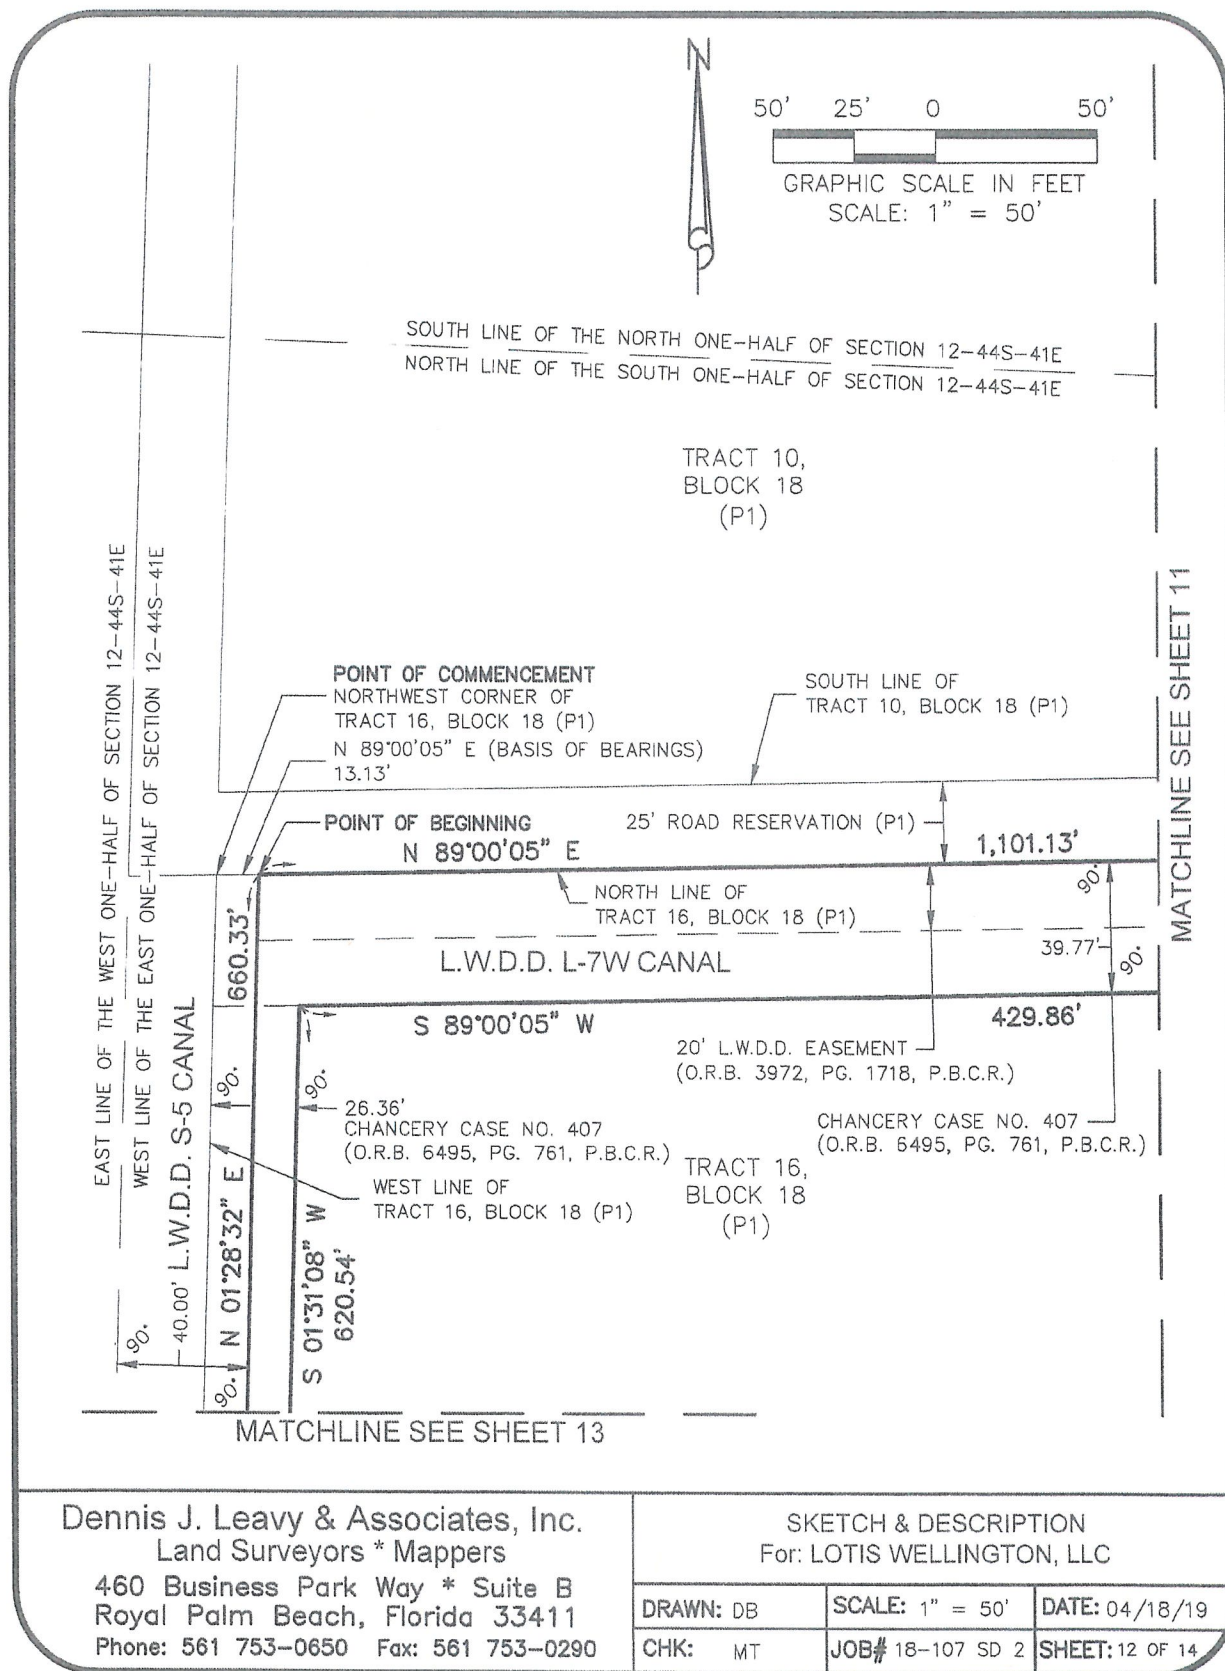 N
50' 25' 0 50'
GRAPHIC SCALE IN FEET
SCALE: 1" = 50'
SOUTH LINE OF THE NORTH ONE-HALF OF SECTION 12-44S-41E
NORTH LINE OF THE SOUTH ONE-HALF OF SECTION 12-44S-41E
TRACT 10,
BLOCK 18
(P1)
MATCHLINE SEE SHEET 11
EAST LINE OF THE WEST ONE-HALF OF SECTION 12-44S-41E
WEST LINE OF THE EAST ONE-HALF OF SECTION 12-44S-41E
POINT OF COMMENCEMENT
NORTHWEST CORNER OF
TRACT 16, BLOCK 18 (P1)
N 89°00'05" E (BASIS OF BEARINGS)
13.13'
SOUTH LINE OF
TRACT 10, BLOCK 18 (P1)
POINT OF BEGINNING
25' ROAD RESERVATION (P1)
N 89°00'05" E
1,101.13'
NORTH LINE OF
TRACT 16, BLOCK 18 (P1)
90°
660.33'
L.W.D.D. L-7W CANAL
39.77'
90°
S 89°00'05" W
429.86'
20' L.W.D.D. EASEMENT
(O.R.B. 3972, PG. 1718, P.B.C.R.)
90°
90°
26.36'
CHANCERY CASE NO. 407
(O.R.B. 6495, PG. 761, P.B.C.R.)
CHANCERY CASE NO. 407
(O.R.B. 6495, PG. 761, P.B.C.R.)
TRACT 16,
BLOCK 18
(P1)
WEST LINE OF
TRACT 16, BLOCK 18 (P1)
L.W.D.D. S-5 CANAL
40.00'
N 01°28'32" E
S 01°31'08" W
620.54'
90°
90°
MATCHLINE SEE SHEET 13
Dennis J. Leavy & Associates, Inc.
Land Surveyors * Mappers
460 Business Park Way * Suite B
Royal Palm Beach, Florida 33411
Phone: 561 753-0650 Fax: 561 753-0290
SKETCH & DESCRIPTION
For: LOTIS WELLINGTON, LLC
DRAWN: DB
SCALE: 1" = 50'
DATE: 04/18/19
CHK: MT
JOB# 18-107 SD 2
SHEET: 12 OF 14